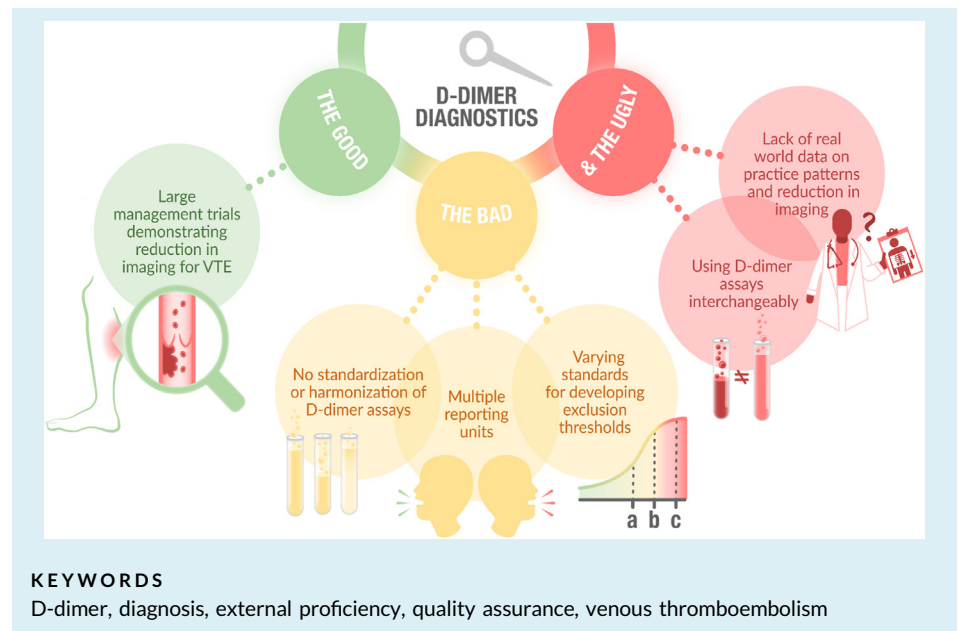 D-DIMER
DIAGNOSTICS
THE GOOD
THE BAD
& THE UGLY
Large
management trials
demonstrating
reduction in
imaging for VTE
No standardization
or harmonization of
D-dimer assays
Multiple
reporting
units
Varying
standards
for developing
exclusion
thresholds
a b c
Using D-dimer
assays
interchangeably
≠
Lack of real
world data on
practice patterns
and reduction in
imaging
?
KEYWORDS
D-dimer, diagnosis, external proficiency, quality assurance, venous thromboembolism